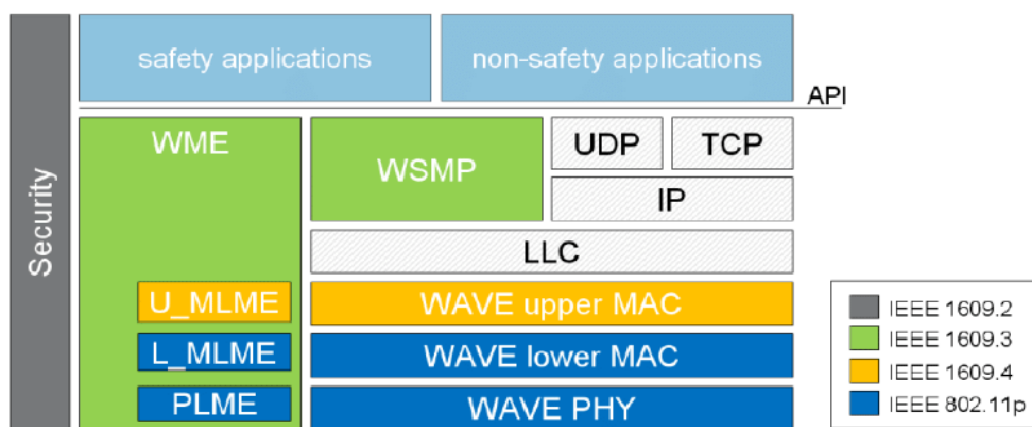 safety applications
non-safety applications
API
Security
WME
WSMP
UDP
TCP
IP
LLC
U_MLME
WAVE upper MAC
L_MLME
WAVE lower MAC
PLME
WAVE PHY
IEEE 1609.2
IEEE 1609.3
IEEE 1609.4
IEEE 802.11p